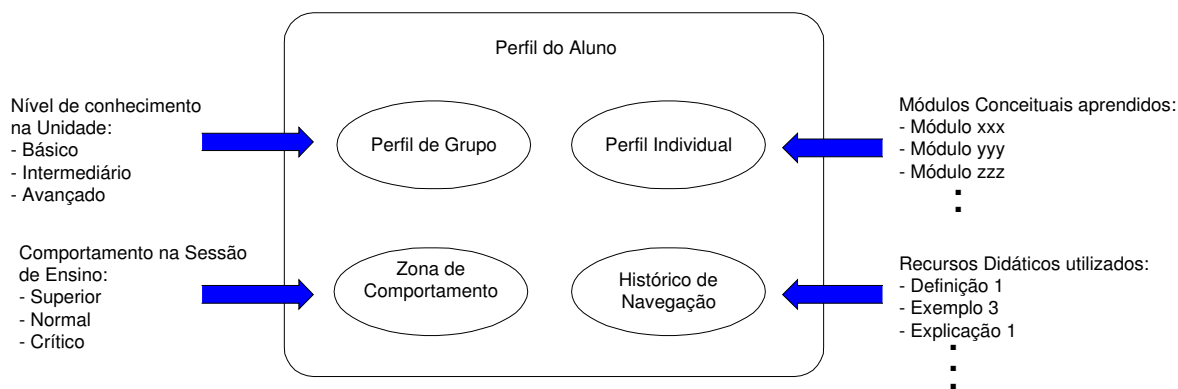 Perfil do Aluno
Nível de conhecimento
na Unidade:
- Básico
- Intermediário
- Avançado
Perfil de Grupo
Perfil Individual
Módulos Conceituais aprendidos:
- Módulo xxx
- Módulo yyy
- Módulo zzz
Comportamento na Sessão
de Ensino:
- Superior
- Normal
- Crítico
Zona de
Comportamento
Histórico de
Navegação
Recursos Didáticos utilizados:
- Definição 1
- Exemplo 3
- Explicação 1